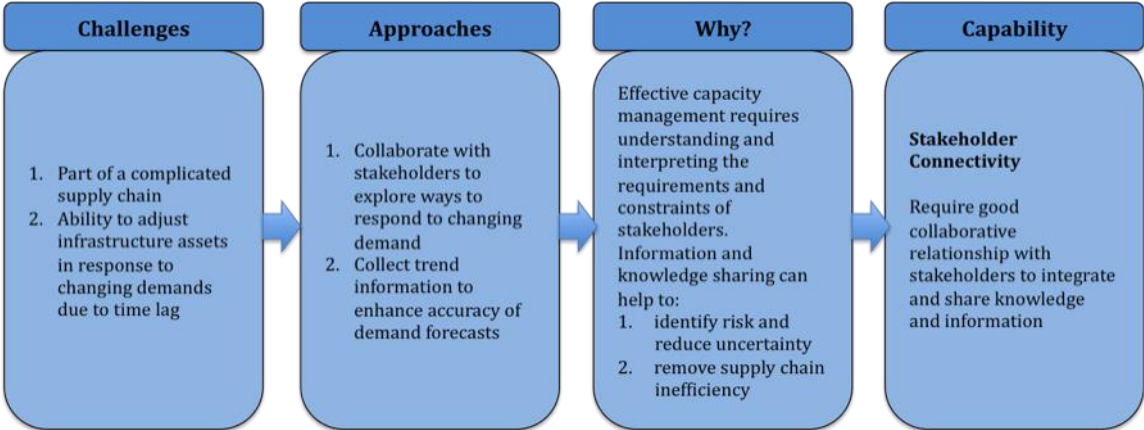 Challenges
1. Part of a complicated
supply chain
2. Ability to adjust
infrastructure assets
in response to
changing demands
due to time lag
Approaches
1. Collaborate with
stakeholders to
explore ways to
respond to changing
demand
2. Collect trend
information to
enhance accuracy of
demand forecasts
Why?
Effective capacity
management requires
understanding and
interpreting the
requirements and
constraints of
stakeholders.
Information and
knowledge sharing can
help to:
1. identify risk and
reduce uncertainty
2. remove supply chain
inefficiency
Capability
Stakeholder
Connectivity
Require good
collaborative
relationship with
stakeholders to integrate
and share knowledge
and information